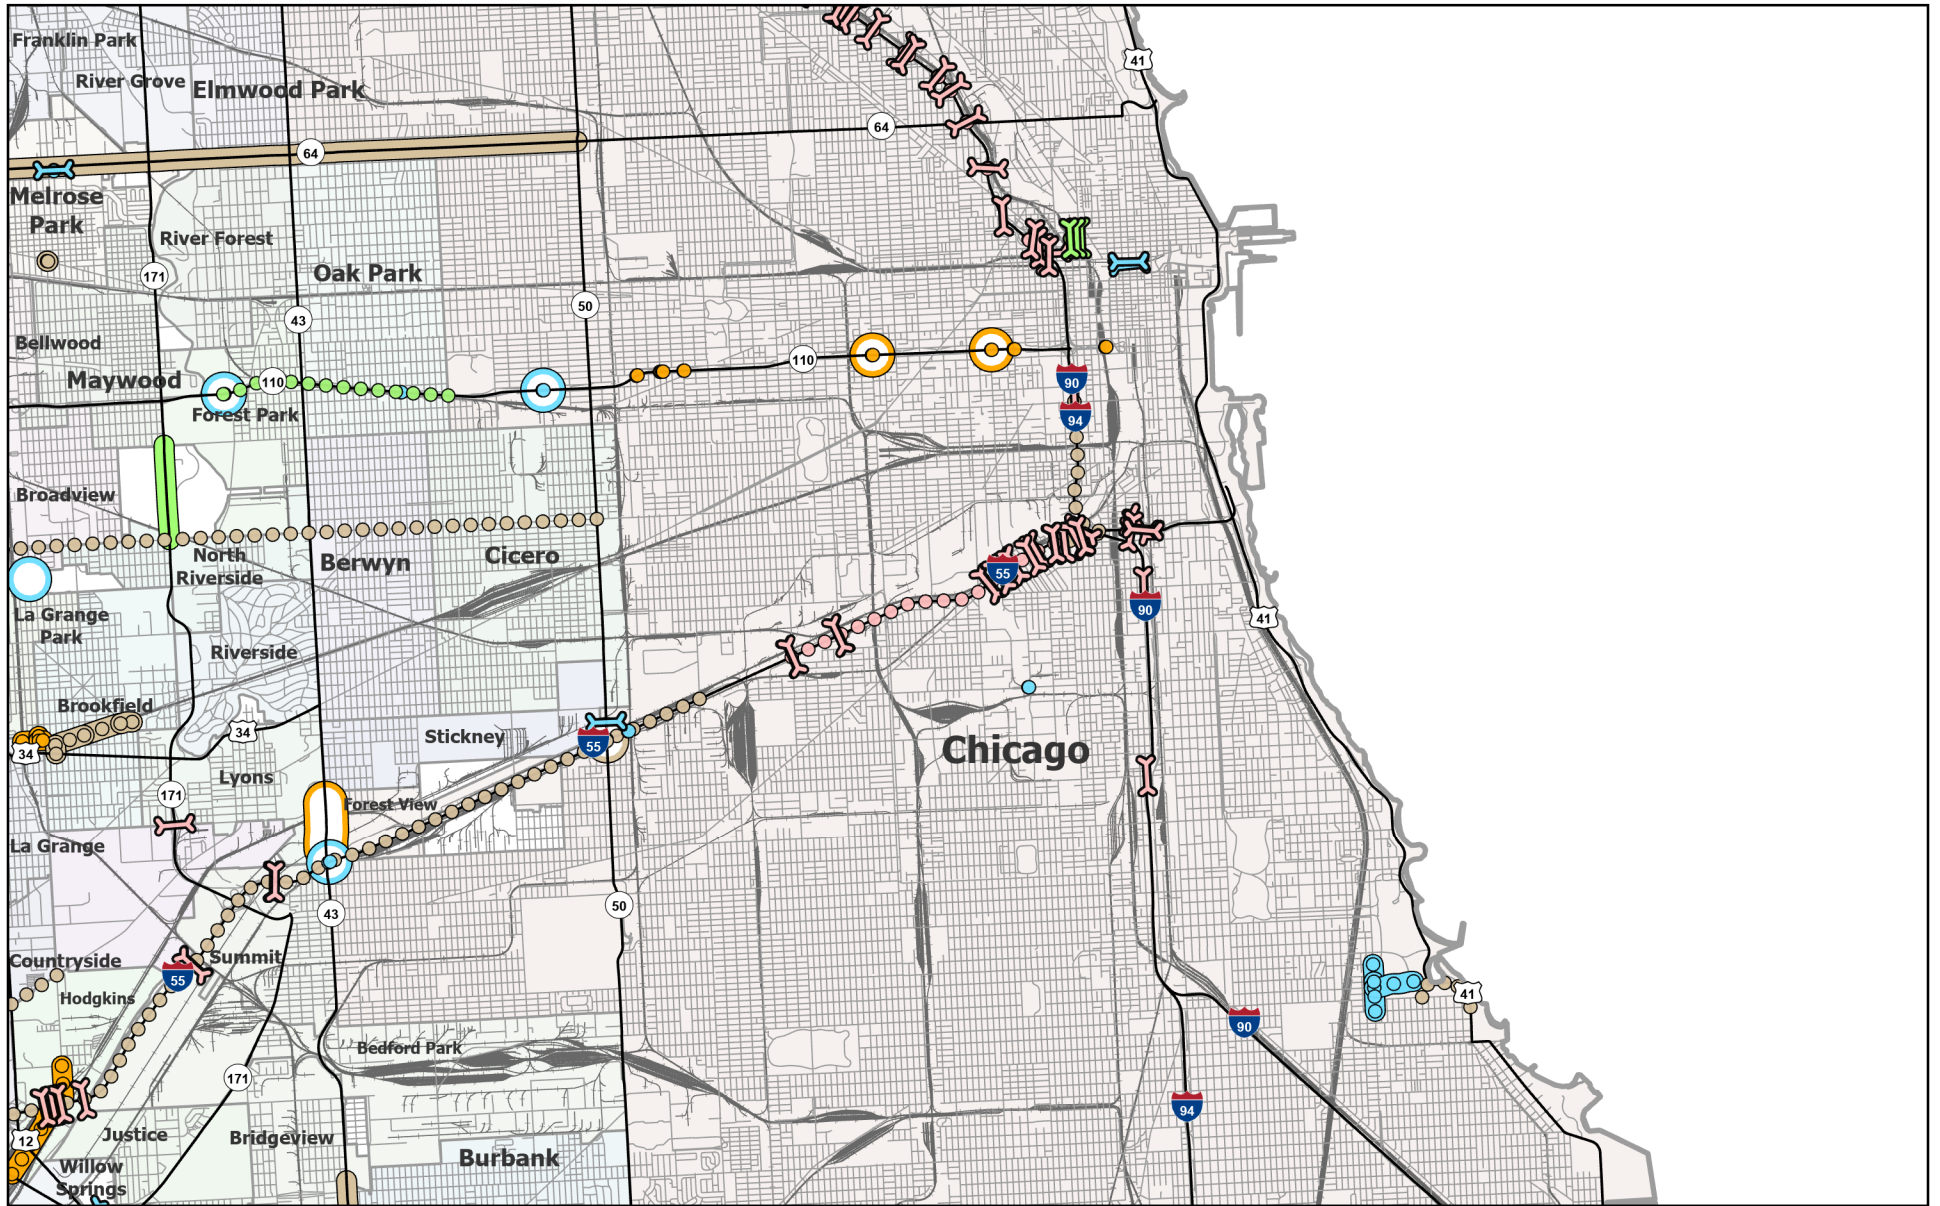 Franklin Park
41
River Grove
Elmwood Park
64
64
Melrose
Park
River Forest
Oak Park
171
50
43
Bellwood
110
Maywood
110
90
Forest Park
94
Broadview
North
Riverside
Berwyn
Cicero
55
90
La Grange
Park
41
Riverside
Brookfield
34
Stickney
55
34
Chicago
Lyons
171
Forest View
La Grange
50
43
Summit
Countryside
55
Hodgkins
41
90
Bedford Park
171
94
12
Justice
Bridgeview
Burbank
Willow
Springs